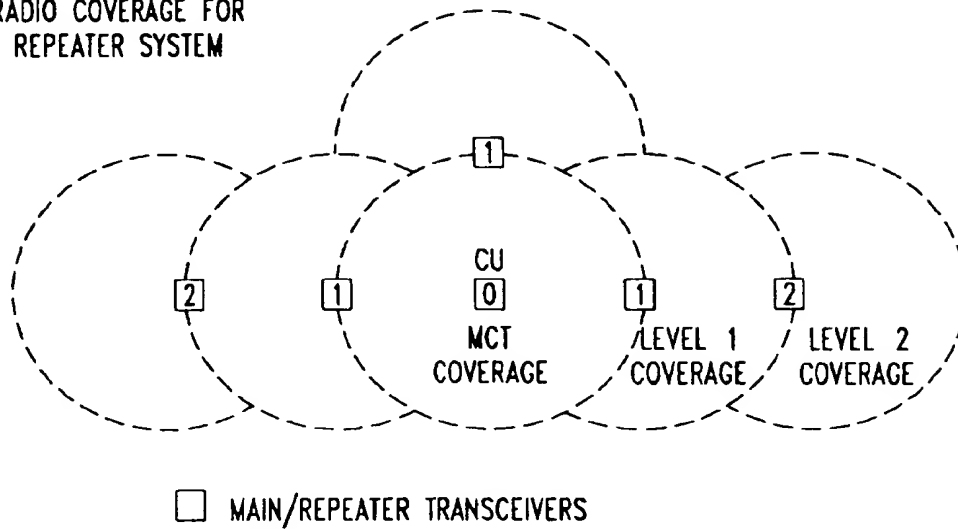 RADIO COVERAGE FOR
REPEATER SYSTEM
1
CU
2 1 0 1 2
MCT
COVERAGE
LEVEL 1
COVERAGE
LEVEL 2
COVERAGE
MAIN/REPEATER TRANSCEIVERS